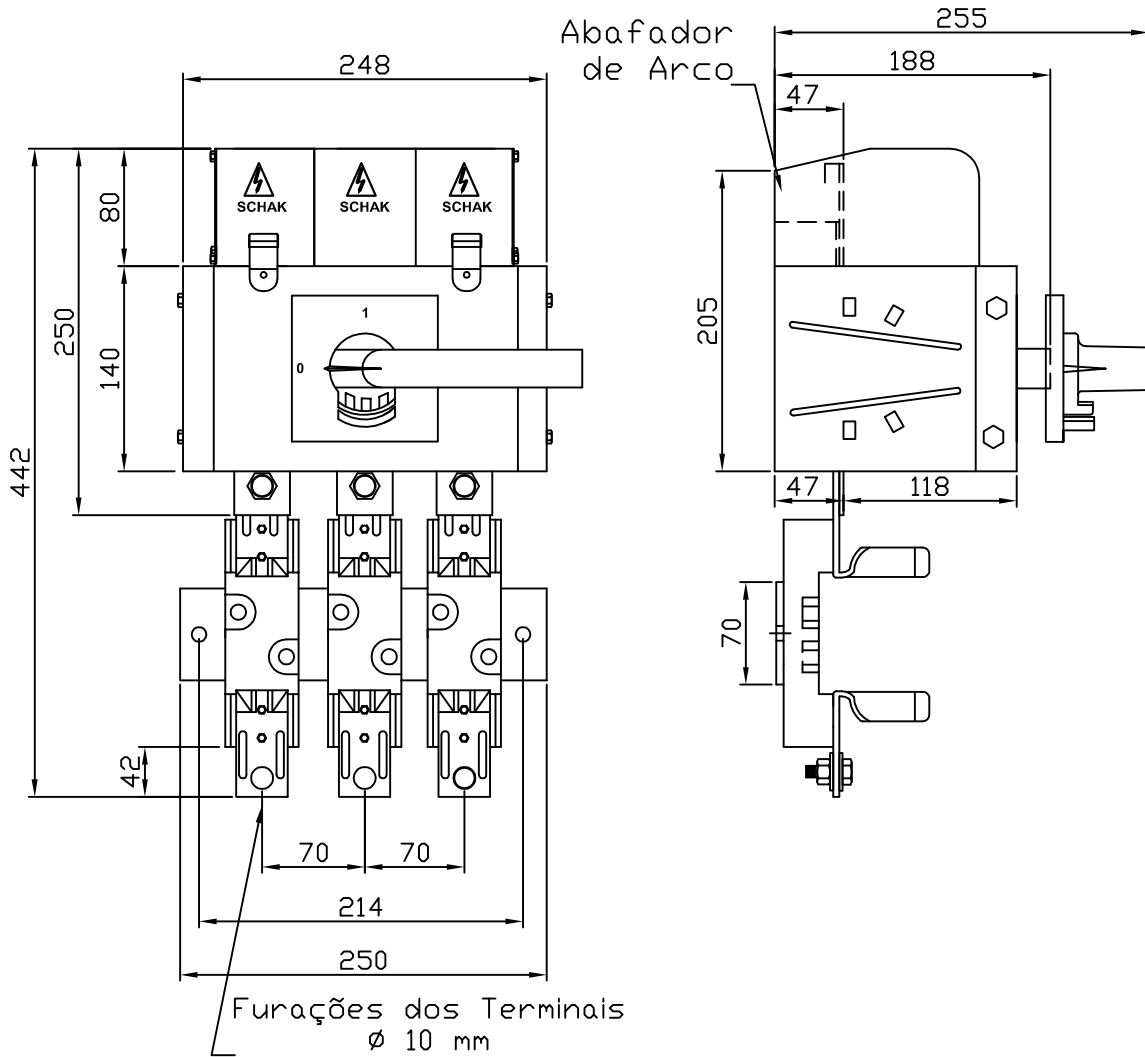 255
Abafador
de Arco
248
188
47
SCHAK
SCHAK
SCHAK
80
250
140
442
1
0
205
47
118
70
42
70
70
214
250
Furações dos Terminais
Ø 10 mm